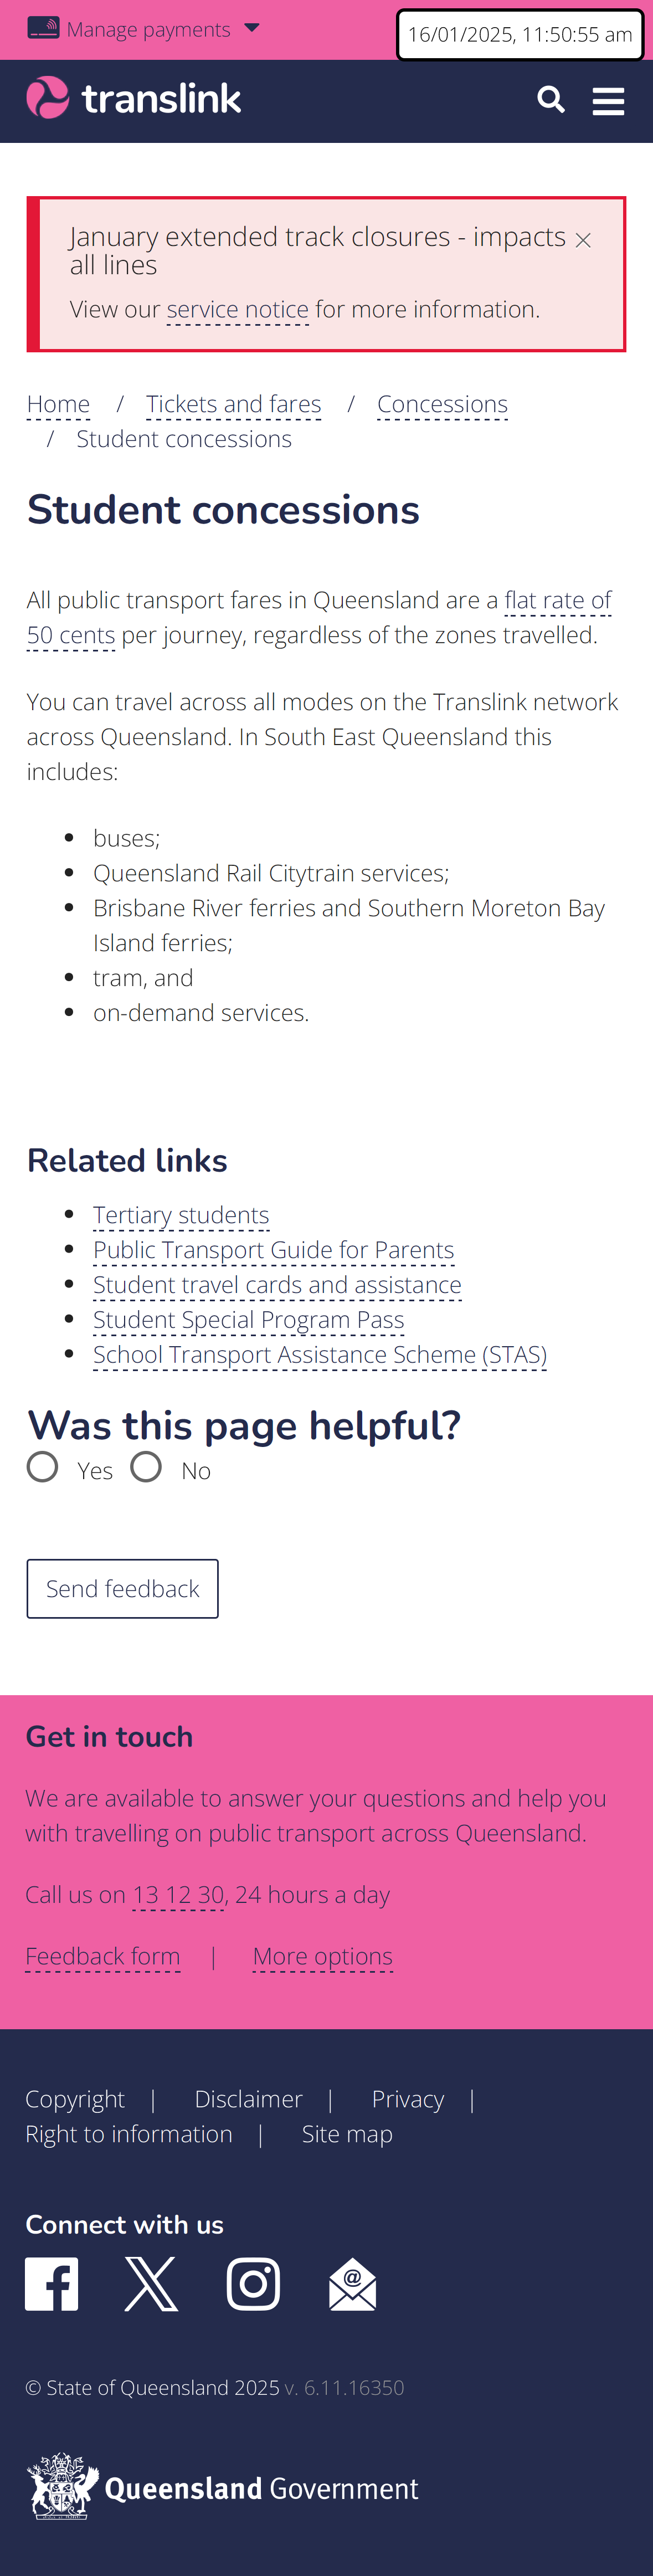 Manage payments
16/01/2025, 11:50:55 am
translink
January extended track closures - impacts
all lines
View our service notice for more information.
Home / Tickets and fares / Concessions
/ Student concessions
Student concessions
All public transport fares in Queensland are a flat rate of
50 cents per journey, regardless of the zones travelled.
You can travel across all modes on the Translink network
across Queensland. In South East Queensland this
includes:
• buses;
• Queensland Rail Citytrain services;
• Brisbane River ferries and Southern Moreton Bay
Island ferries;
• tram, and
• on-demand services.
Related links
• Tertiary students
• Public Transport Guide for Parents
• Student travel cards and assistance
• Student Special Program Pass
• School Transport Assistance Scheme (STAS)
Was this page helpful?
Yes No
Send feedback
Get in touch
We are available to answer your questions and help you
with travelling on public transport across Queensland.
Call us on 13 12 30, 24 hours a day
Feedback form | More options
Copyright | Disclaimer | Privacy |
Right to information | Site map
Connect with us
© State of Queensland 2025 v. 6.11.16350
Queensland Government